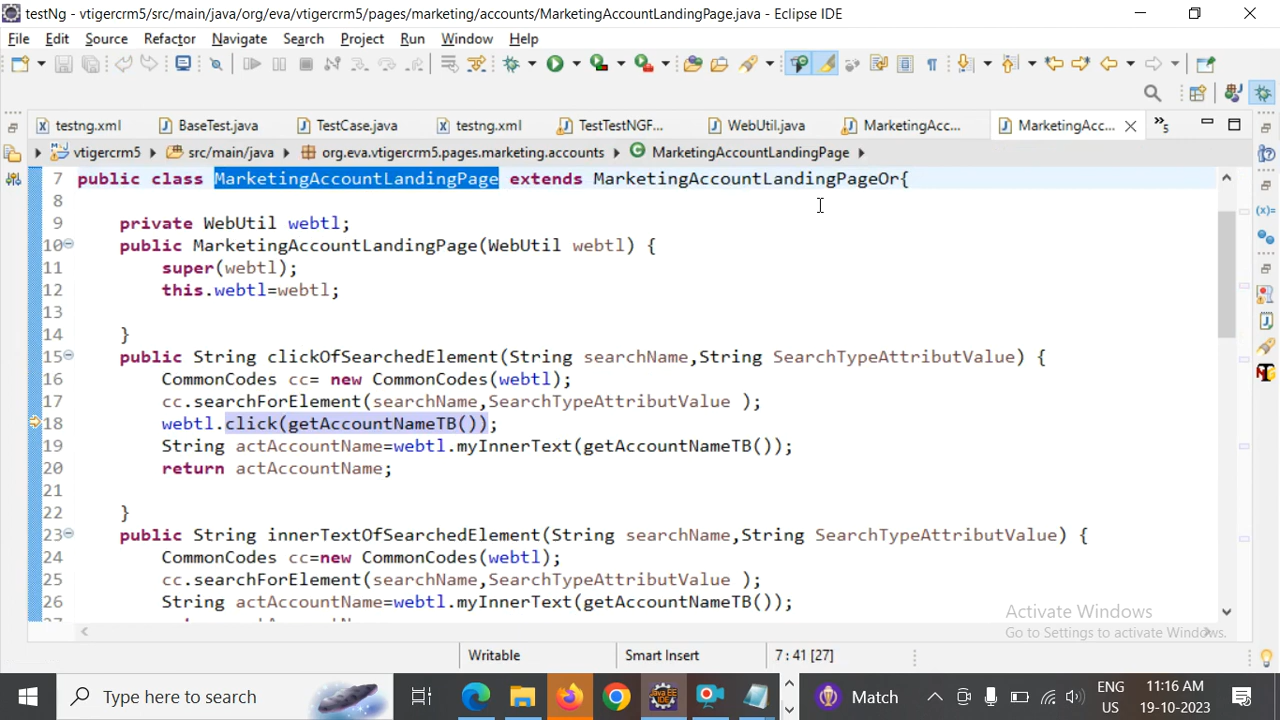 testNg - vtigercrm5/src/main/java/org/eva/vtigercrm5/pages/marketing/accounts/MarketingAccountLandingPage.java - Eclipse IDE
File Edit Source Refactor Navigate Search Project Run Window Help
testng.xml BaseTest.java TestCase.java testng.xml TestTestNGF... WebUtil.java MarketingAcc... MarketingAcc... »5
vtigercrm5 src/main/java org.eva.vtigercrm5.pages.marketing.accounts MarketingAccountLandingPage
7 public class MarketingAccountLandingPage extends MarketingAccountLandingPageOr{
8
9 private WebUtil webtl;
10 public MarketingAccountLandingPage(WebUtil webtl) {
11 super(webtl);
12 this.webtl=webtl;
13
14 }
15 public String clickOfSearchedElement(String searchName,String SearchTypeAttributValue) {
16 CommonCodes cc= new CommonCodes(webtl);
17 cc.searchForElement(searchName,SearchTypeAttributValue );
18 webtl.click(getAccountNameTB());
19 String actAccountName=webtl.myInnerText(getAccountNameTB());
20 return actAccountName;
21
22 }
23 public String innerTextOfSearchedElement(String searchName,String SearchTypeAttributValue) {
24 CommonCodes cc=new CommonCodes(webtl);
25 cc.searchForElement(searchName,SearchTypeAttributValue );
26 String actAccountName=webtl.myInnerText(getAccountNameTB());
Activate Windows
Go to Settings to activate Windows.
Writable Smart Insert 7 : 41 [27]
Type here to search Match ENG US 11:16 AM 19-10-2023